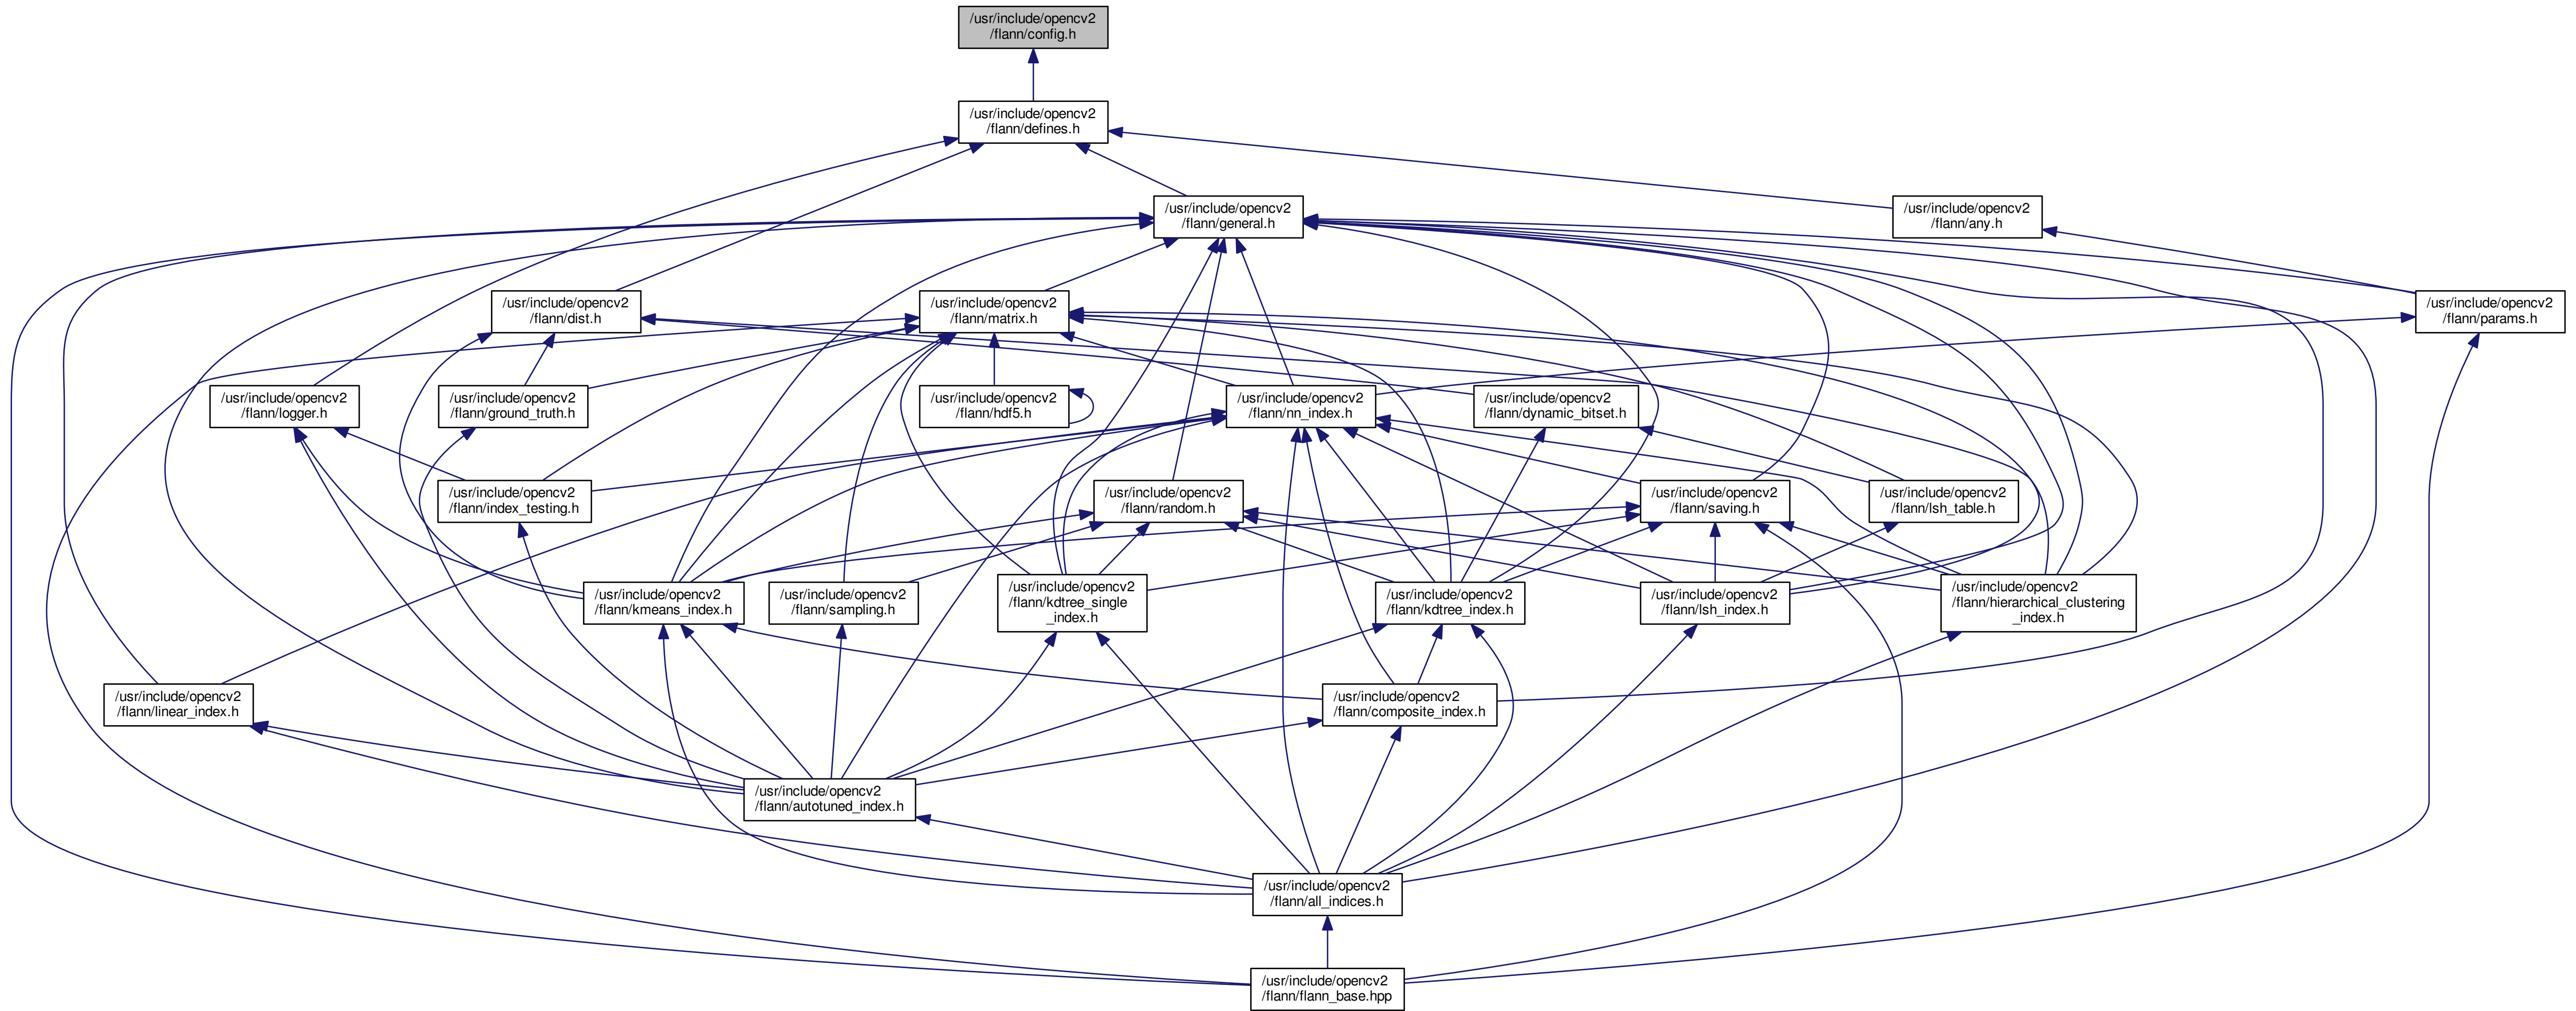 /usr/include/opencv2
/flann/config.h
/usr/include/opencv2
/flann/defines.h
/usr/include/opencv2
/flann/general.h
/usr/include/opencv2
/flann/any.h
/usr/include/opencv2
/flann/dist.h
/usr/include/opencv2
/flann/matrix.h
/usr/include/opencv2
/flann/params.h
/usr/include/opencv2
/flann/logger.h
/usr/include/opencv2
/flann/ground_truth.h
/usr/include/opencv2
/flann/hdf5.h
/usr/include/opencv2
/flann/nn_index.h
/usr/include/opencv2
/flann/dynamic_bitset.h
/usr/include/opencv2
/flann/index_testing.h
/usr/include/opencv2
/flann/random.h
/usr/include/opencv2
/flann/saving.h
/usr/include/opencv2
/flann/lsh_table.h
/usr/include/opencv2
/flann/kmeans_index.h
/usr/include/opencv2
/flann/sampling.h
/usr/include/opencv2
/flann/kdtree_single
_index.h
/usr/include/opencv2
/flann/kdtree_index.h
/usr/include/opencv2
/flann/lsh_index.h
/usr/include/opencv2
/flann/hierarchical_clustering
_index.h
/usr/include/opencv2
/flann/linear_index.h
/usr/include/opencv2
/flann/composite_index.h
/usr/include/opencv2
/flann/autotuned_index.h
/usr/include/opencv2
/flann/all_indices.h
/usr/include/opencv2
/flann/flann_base.hpp